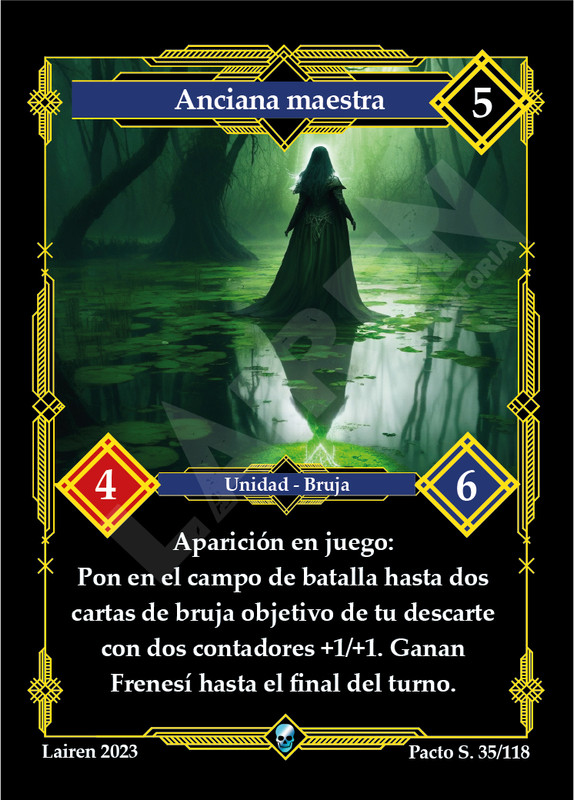 Anciana maestra
5
LAIREN
4
Unidad - Bruja
6
Aparición en juego:
Pon en el campo de batalla hasta dos
cartas de bruja objetivo de tu descarte
con dos contadores +1/+1. Ganan
Frenesí hasta el final del turno.
Lairen 2023
Pacto S. 35/118